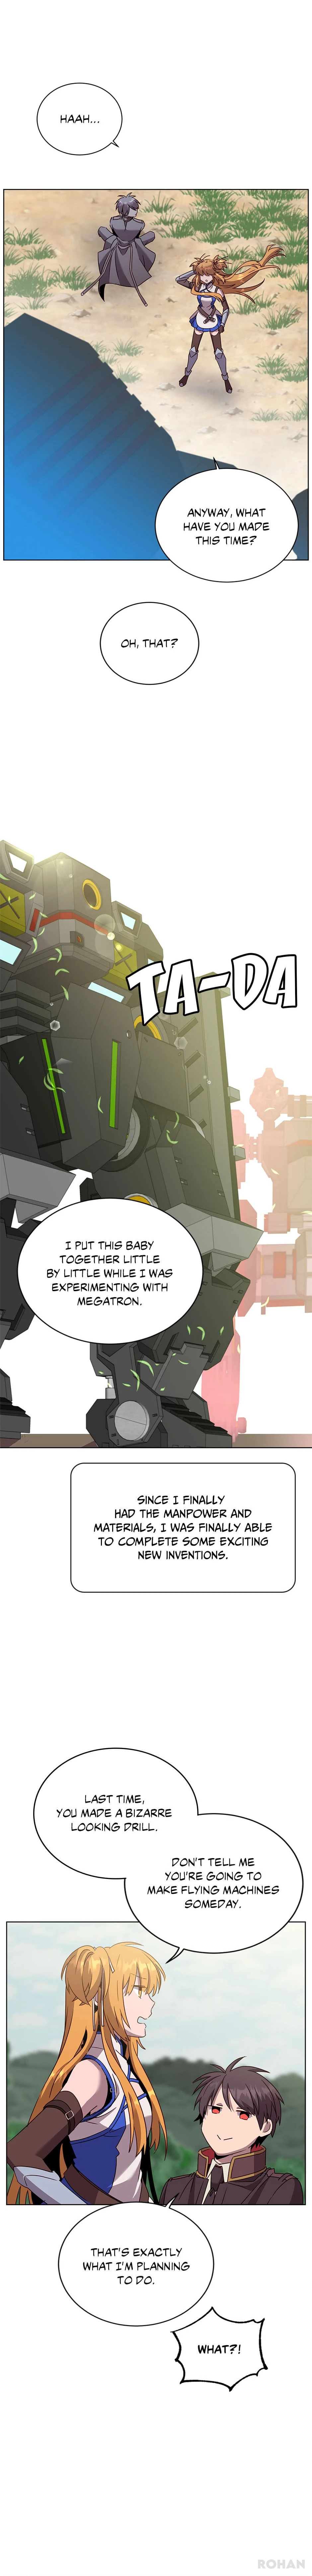 HAAH...
ANYWAY, WHAT
HAVE YOU MADE
THIS TIME?
OH, THAT?
TA-DA
I PUT THIS BABY
TOGETHER LITTLE
BY LITTLE WHILE I WAS
EXPERIMENTING WITH
MEGATRON.
SINCE I FINALLY
HAD THE MANPOWER AND
MATERIALS, I WAS FINALLY ABLE
TO COMPLETE SOME EXCITING
NEW INVENTIONS.
LAST TIME,
YOU MADE A BIZARRE
LOOKING DRILL.
DON'T TELL ME
YOU'RE GOING TO
MAKE FLYING MACHINES
SOMEDAY.
THAT'S EXACTLY
WHAT I'M PLANNING
TO DO.
WHAT?!
ROHAN